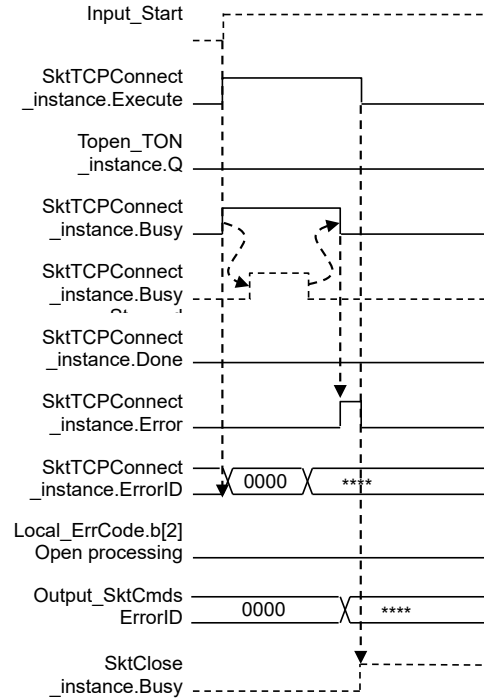 Input_Start
SktTCPConnect
_instance.Execute
Topen_TON
_instance.Q
SktTCPConnect
_instance.Busy
SktTCPConnect
_instance.Busy
SktTCPConnect
_instance.Done
SktTCPConnect
_instance.Error
SktTCPConnect
_instance.ErrorID
0000
****
Local_ErrCode.b[2]
Open processing
Output_SktCmds
ErrorID
0000
****
SktClose
_instance.Busy